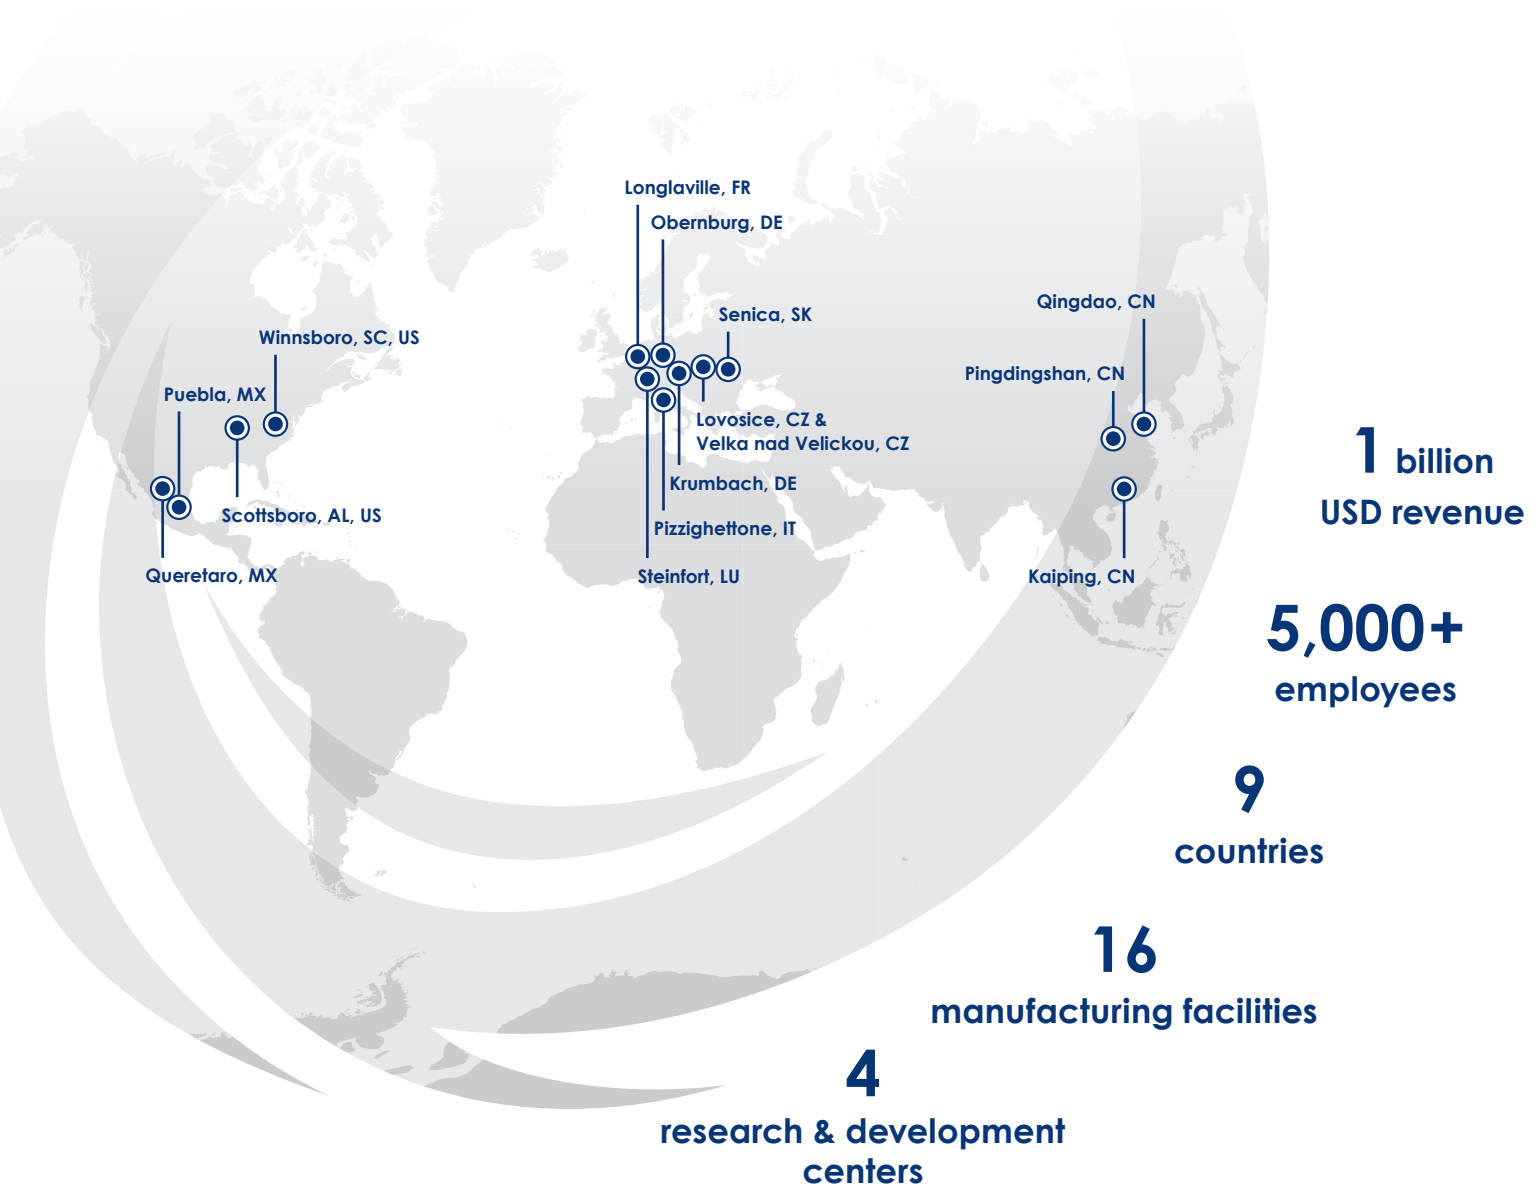 Longlaville, FR
Obernburg, DE
Senica, SK
Qingdao, CN
Winnsboro, SC, US
Pingdingshan, CN
Puebla, MX
Lovosice, CZ &
Velka nad Velickou, CZ
Krumbach, DE
Scottsboro, AL, US
Pizzighettone, IT
Queretaro, MX
Steinfort, LU
Kaiping, CN
1 billion
USD revenue
5,000+
employees
9
countries
16
manufacturing facilities
4
research & development
centers